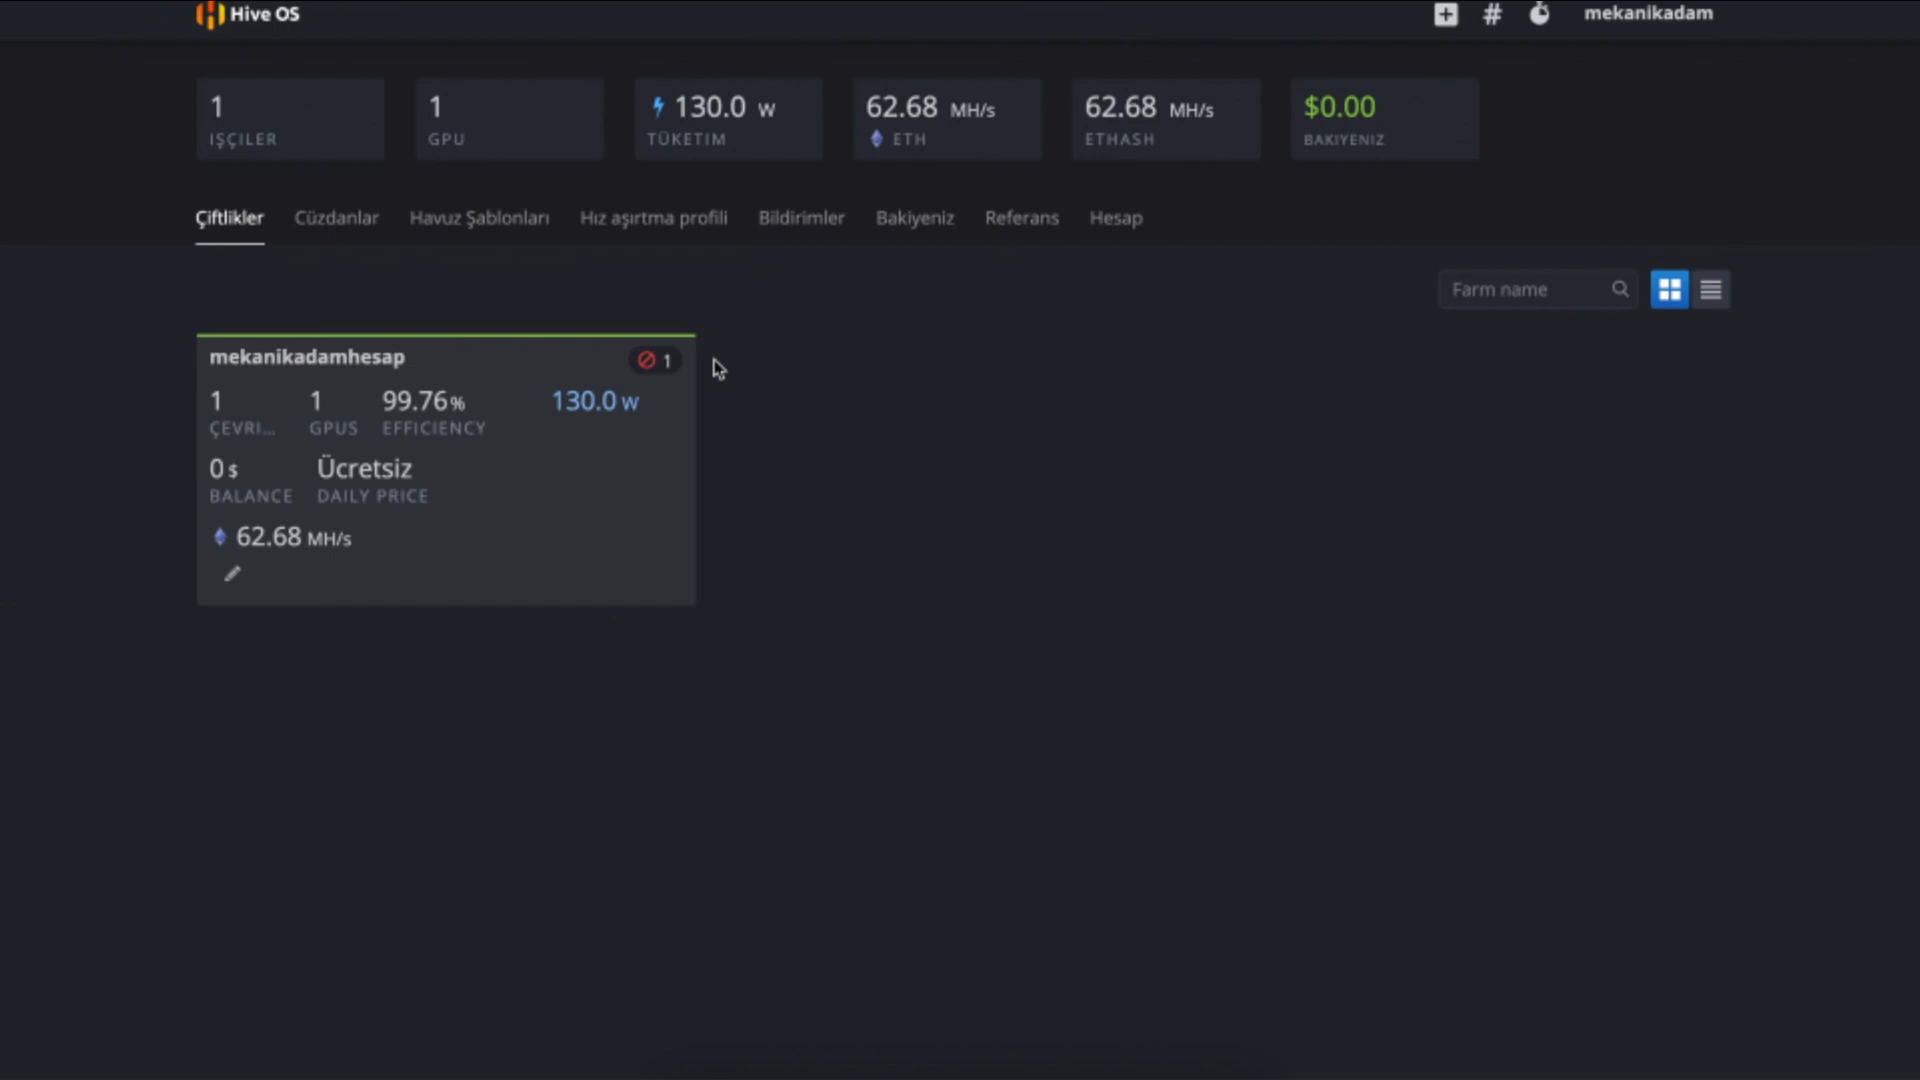 Hive OS
mekanikadam
1
IŞÇILER
1
GPU
130.0 W
TÜKETIM
62.68 MH/s
ETH
62.68 MH/s
ETHASH
$0.00
BAKIYENIZ
Çiftlikler Cüzdanlar Havuz Şablonları Hız aşırtma profili Bildirimler Bakiyeniz Referans Hesap
Farm name
mekanikadamhesap
1
1 1 99.76% 130.0 W
ÇEVRI... GPUS EFFICIENCY
0 $ Ücretsiz
BALANCE DAILY PRICE
62.68 MH/s